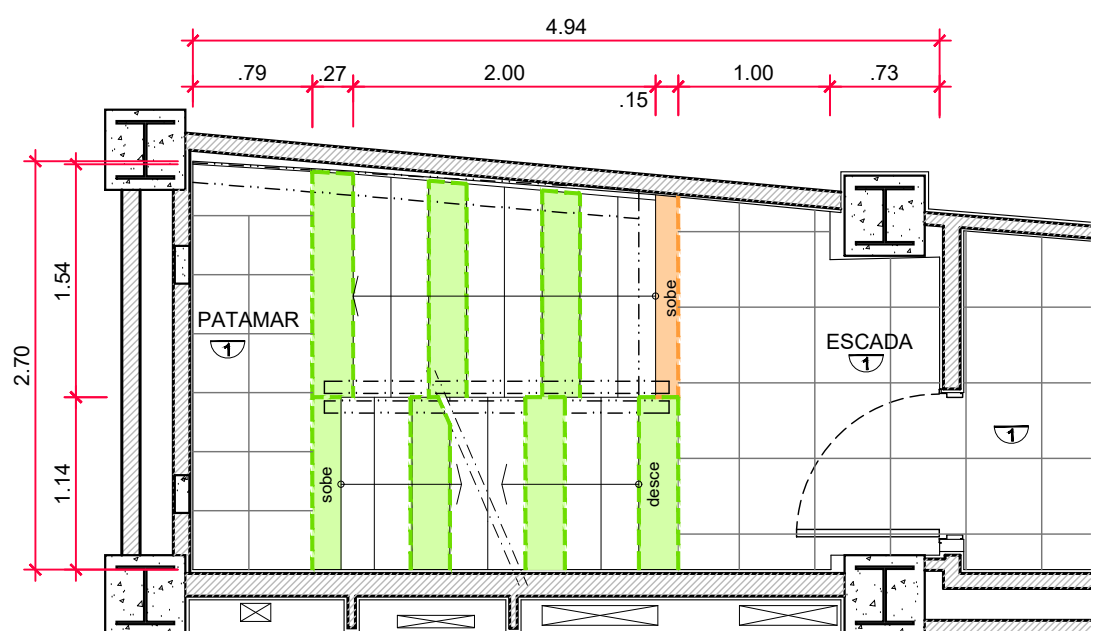 4.94
.79
.27
2.00
.15
1.00
.73
2.70
1.54
1.14
PATAMAR
1
sobe
ESCADA
1
1
sobe
desce